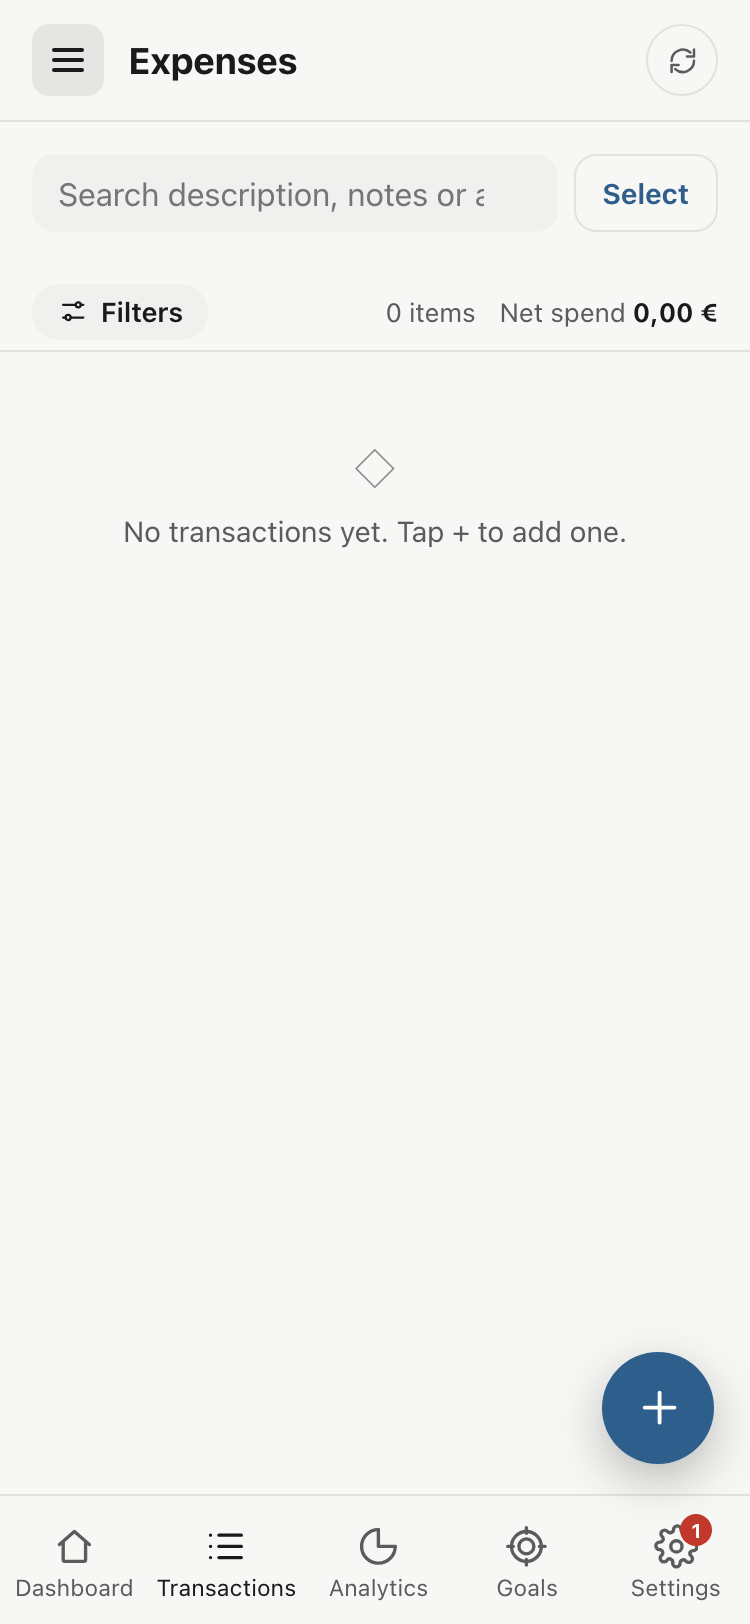 Expenses
Search description, notes or a
Select
Filters
0 items Net spend 0,00 €
No transactions yet. Tap + to add one.
1
Dashboard Transactions Analytics Goals Settings